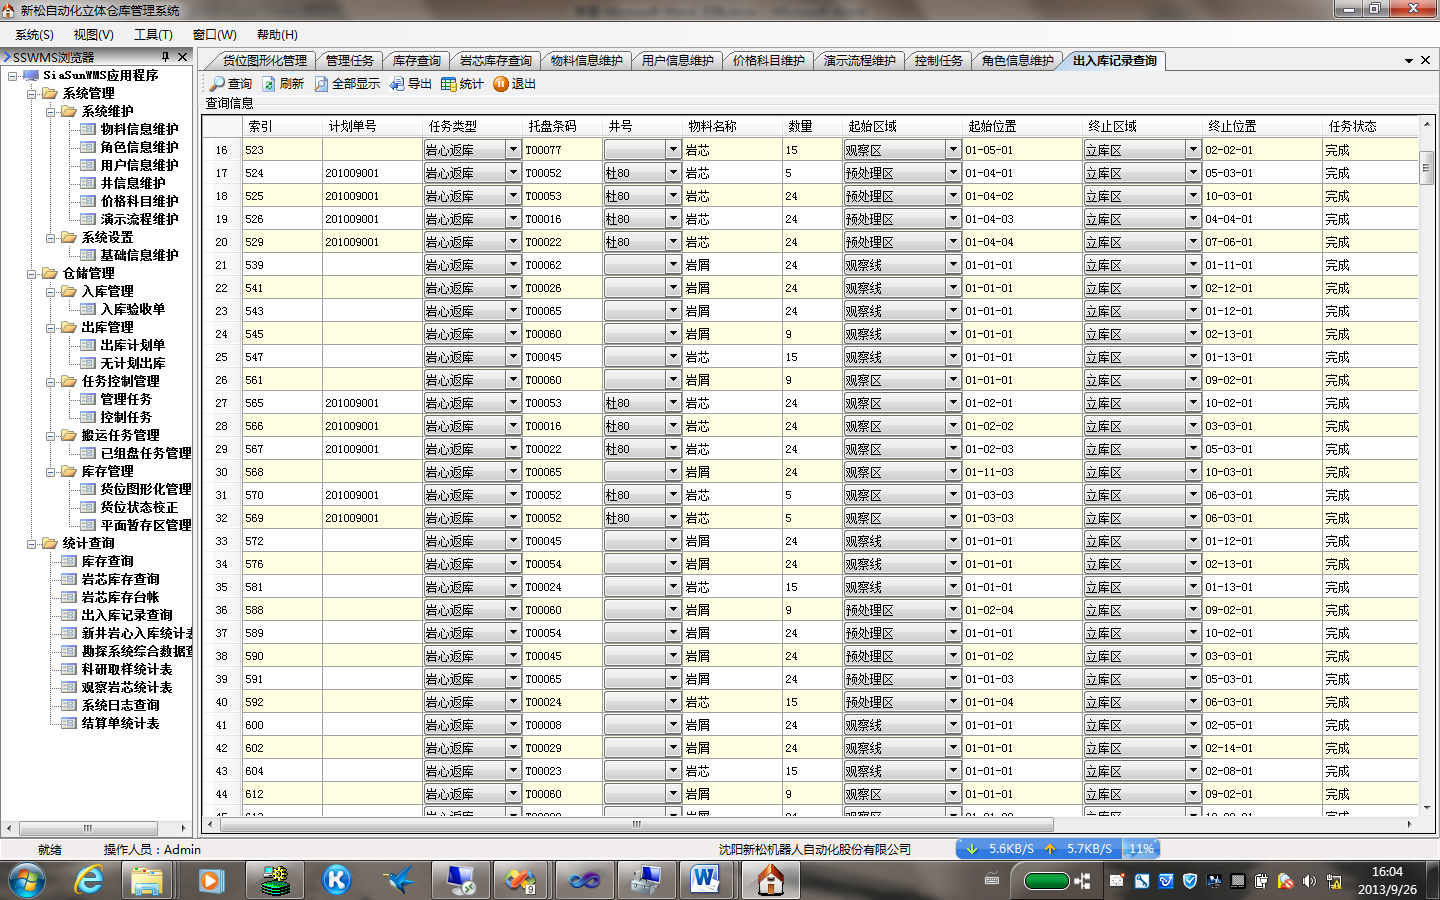 新松自动化立体仓库管理系统
系统(S) 视图(V) 工具(T) 窗口(W) 帮助(H)
SSWMS浏览器
SiaSunWMS应用程序
系统管理
系统维护
物料信息维护
角色信息维护
用户信息维护
井信息维护
价格科目维护
演示流程维护
系统设置
基础信息维护
仓储管理
入库管理
入库验收单
出库管理
出库计划单
无计划出库
任务控制管理
管理任务
控制任务
搬运任务管理
已组盘任务管理
库存管理
货位图形化管理
货位状态校正
平面暂存区管理
统计查询
库存查询
岩芯库存查询
岩芯库存台帐
出入库记录查询
新井岩心入库统计表
勘探系统综合数据查
科研取样统计表
观察岩芯统计表
系统日志查询
结算单统计表
货位图形化管理 管理任务 库存查询 岩芯库存查询 物料信息维护 用户信息维护 价格科目维护 演示流程维护 控制任务 角色信息维护 出入库记录查询
查询 刷新 全部显示 导出 统计 退出
查询信息
索引 计划单号 任务类型 托盘条码 井号 物料名称 数量 起始区域 起始位置 终止区域 终止位置 任务状态
16 523 岩心返库 T00077 岩芯 15 观察区 01-05-01 立库区 02-02-01 完成
17 524 201009001 岩心返库 T00052 杜80 岩芯 5 预处理区 01-04-01 立库区 05-03-01 完成
18 525 201009001 岩心返库 T00053 杜80 岩芯 24 预处理区 01-04-02 立库区 10-03-01 完成
19 526 201009001 岩心返库 T00016 杜80 岩芯 24 预处理区 01-04-03 立库区 04-04-01 完成
20 529 201009001 岩心返库 T00022 杜80 岩芯 24 预处理区 01-04-04 立库区 07-06-01 完成
21 539 岩心返库 T00062 岩屑 24 观察线 01-01-01 立库区 01-11-01 完成
22 541 岩心返库 T00026 岩屑 24 观察线 01-01-01 立库区 02-12-01 完成
23 543 岩心返库 T00065 岩屑 24 观察线 01-01-01 立库区 01-12-01 完成
24 545 岩心返库 T00060 岩屑 9 观察线 01-01-01 立库区 02-13-01 完成
25 547 岩心返库 T00045 岩芯 15 观察线 01-01-01 立库区 01-13-01 完成
26 561 岩心返库 T00060 岩屑 9 观察区 01-01-01 立库区 09-02-01 完成
27 565 201009001 岩心返库 T00053 杜80 岩芯 24 观察区 01-02-01 立库区 10-02-01 完成
28 566 201009001 岩心返库 T00016 杜80 岩芯 24 观察区 01-02-02 立库区 03-03-01 完成
29 567 201009001 岩心返库 T00022 杜80 岩芯 24 观察区 01-02-03 立库区 05-03-01 完成
30 568 岩心返库 T00065 岩屑 24 观察区 01-11-03 立库区 10-03-01 完成
31 570 201009001 岩心返库 T00052 杜80 岩芯 5 观察区 01-03-03 立库区 06-03-01 完成
32 569 201009001 岩心返库 T00052 杜80 岩芯 5 观察区 01-03-03 立库区 06-03-01 完成
33 572 岩心返库 T00045 岩屑 24 观察线 01-01-01 立库区 01-12-01 完成
34 576 岩心返库 T00054 岩屑 24 观察线 01-01-01 立库区 02-13-01 完成
35 581 岩心返库 T00024 岩芯 15 观察线 01-01-01 立库区 01-13-01 完成
36 588 岩心返库 T00060 岩屑 9 预处理区 01-02-04 立库区 09-02-01 完成
37 589 岩心返库 T00054 岩屑 24 预处理区 01-01-01 立库区 10-02-01 完成
38 590 岩心返库 T00045 岩屑 24 预处理区 01-01-02 立库区 03-03-01 完成
39 591 岩心返库 T00065 岩屑 24 预处理区 01-01-03 立库区 05-03-01 完成
40 592 岩心返库 T00024 岩芯 15 预处理区 01-01-04 立库区 06-03-01 完成
41 600 岩心返库 T00008 岩屑 24 观察线 01-01-01 立库区 02-05-01 完成
42 602 岩心返库 T00029 岩屑 24 观察线 01-01-01 立库区 02-14-01 完成
43 604 岩心返库 T00023 岩芯 15 观察线 01-01-01 立库区 02-08-01 完成
44 612 岩心返库 T00060 岩屑 9 观察区 01-01-01 立库区 09-02-01 完成
就绪 操作人员：Admin 沈阳新松机器人自动化股份有限公司 5.6KB/S 5.7KB/S 11%
16:04
2013/9/26